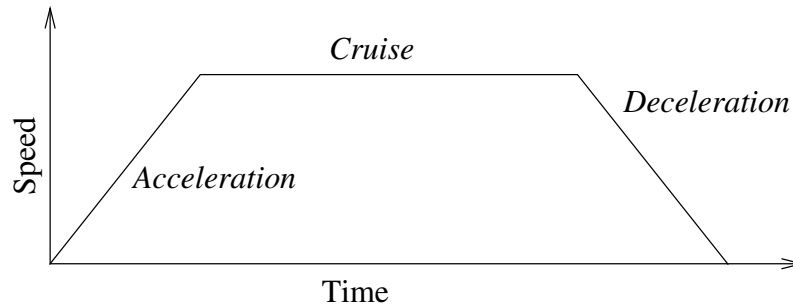 Cruise
Deceleration
Speed
Acceleration
Time